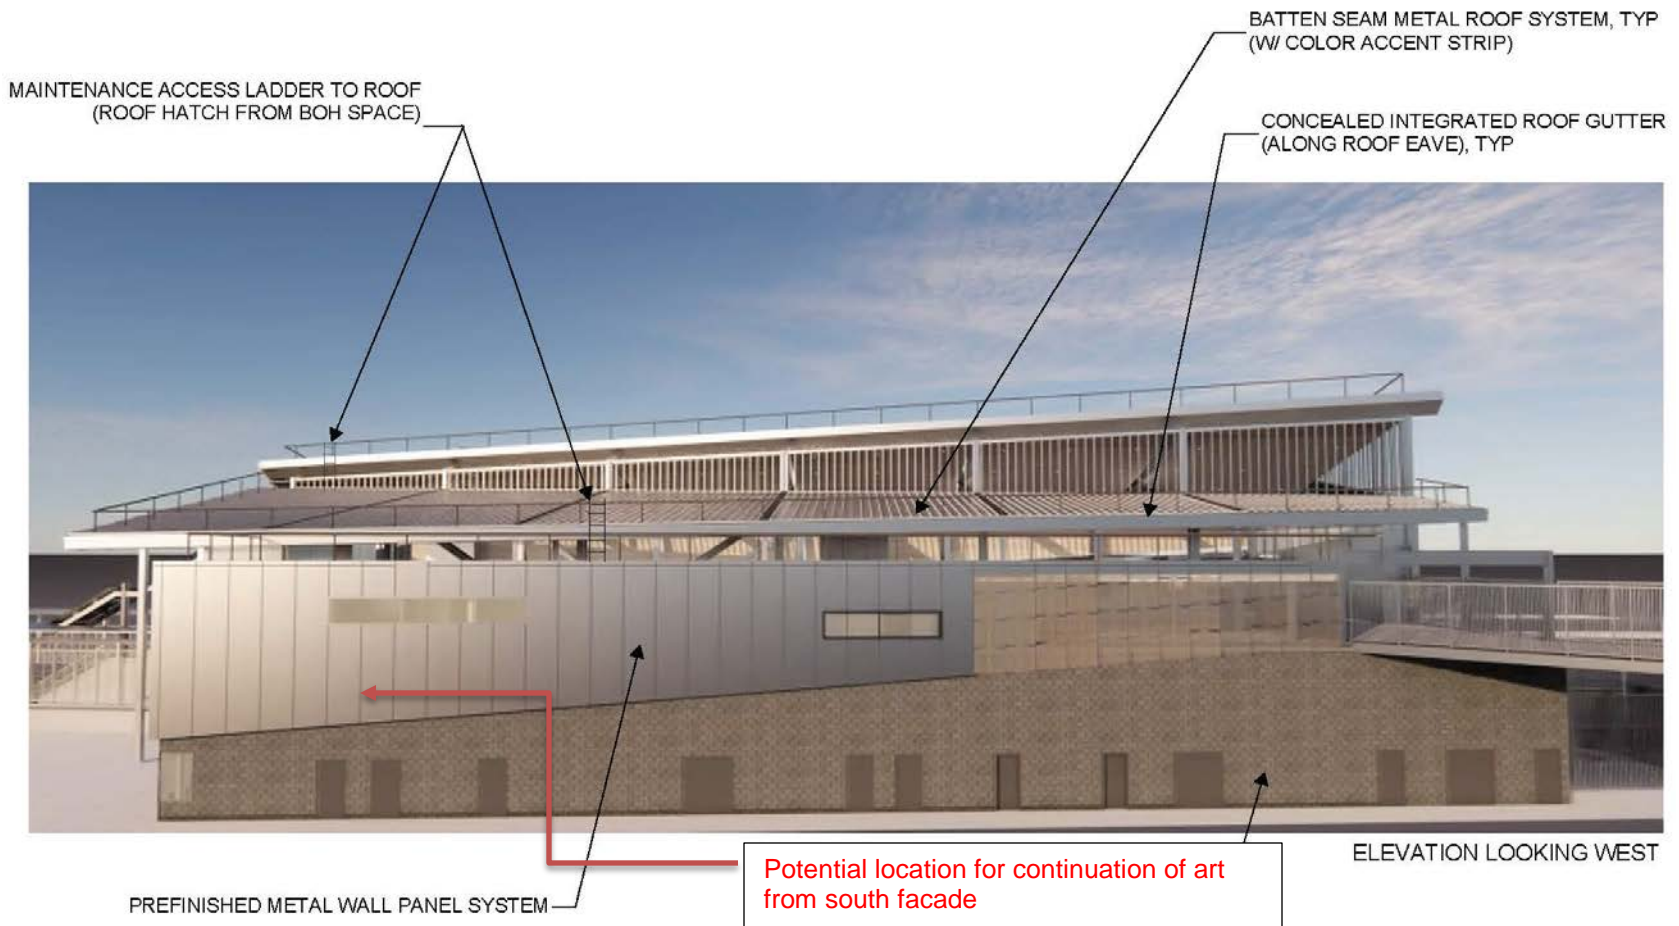 BATTEN SEAM METAL ROOF SYSTEM, TYP
(W/ COLOR ACCENT STRIP)
MAINTENANCE ACCESS LADDER TO ROOF
(ROOF HATCH FROM BOH SPACE)
CONCEALED INTEGRATED ROOF GUTTER
(ALONG ROOF EAVE), TYP
ELEVATION LOOKING WEST
Potential location for continuation of art
from south facade
PREFINISHED METAL WALL PANEL SYSTEM